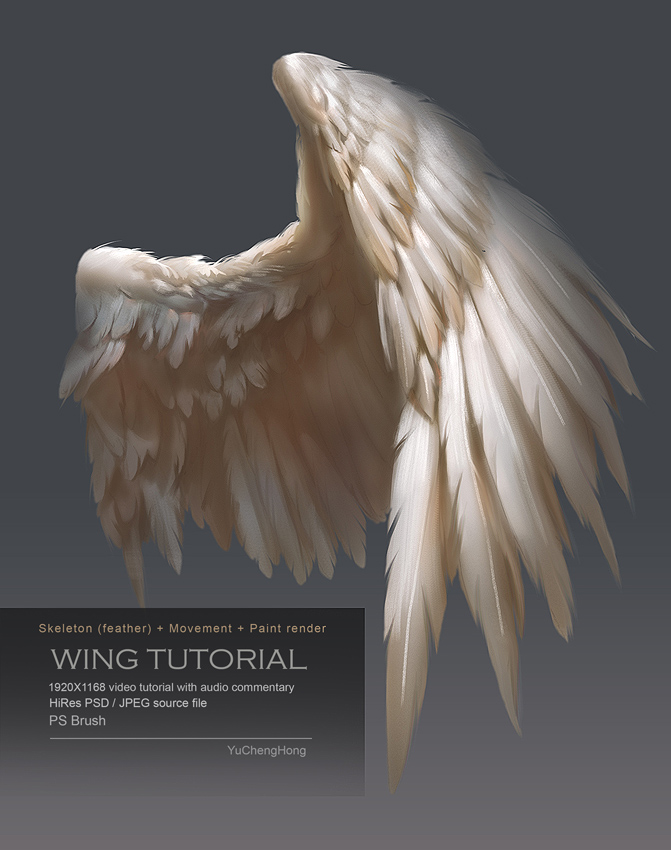 Skeleton (feather) + Movement + Paint render
WING TUTORIAL
1920X1168 video tutorial with audio commentary
HiRes PSD / JPEG source file
PS Brush
YuChengHong